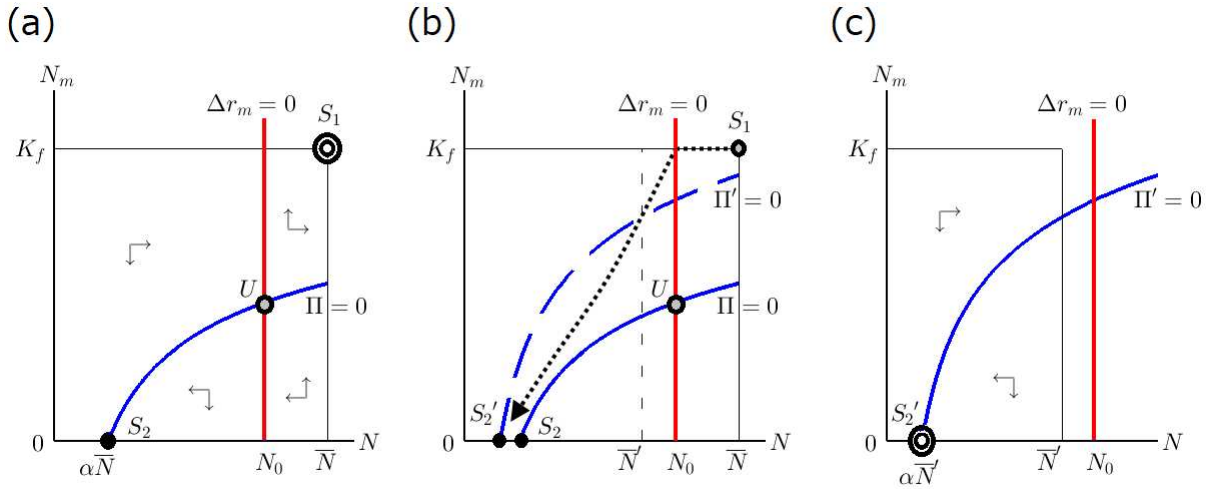 (a)
N_m
Δr_m = 0
S_1
K_f
U
Π = 0
S_2
0
αN̅
N_0
N̅
N
(b)
N_m
Δr_m = 0
S_1
K_f
Π′ = 0
U
Π = 0
S_2′
S_2
0
N̅′
N_0
N̅
N
(c)
N_m
Δr_m = 0
K_f
Π′ = 0
S_2′
0
αN̅′
N̅′
N_0
N